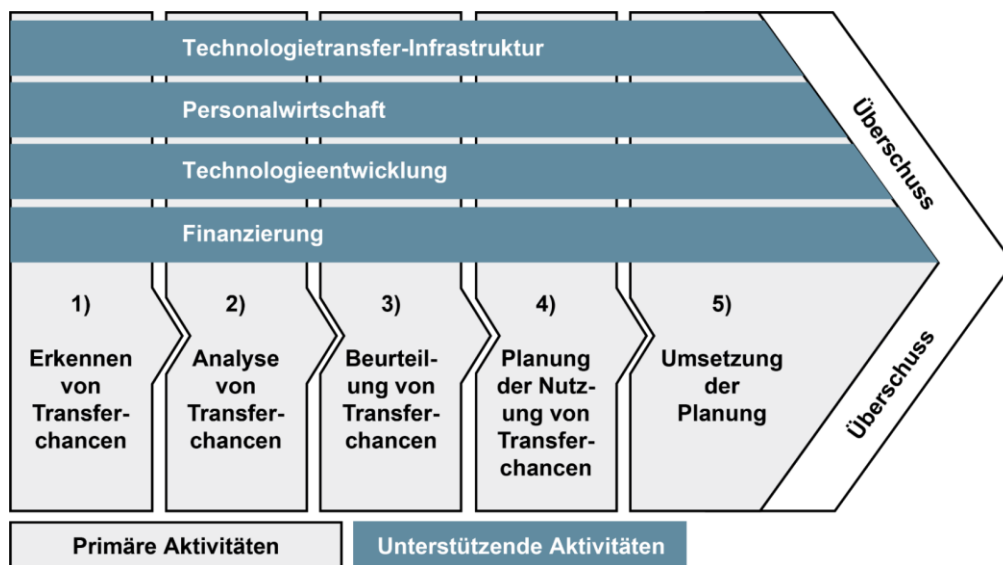 Technologietransfer-Infrastruktur
Personalwirtschaft
Technologieentwicklung
Finanzierung
Überschuss
Überschuss
1)
Erkennen
von
Transfer-
chancen
2)
Analyse
von
Transfer-
chancen
3)
Beurteil-
ung von
Transfer-
chancen
4)
Planung
der Nutz-
ung von
Transfer-
chancen
5)
Umsetzung
der
Planung
Primäre Aktivitäten
Unterstützende Aktivitäten